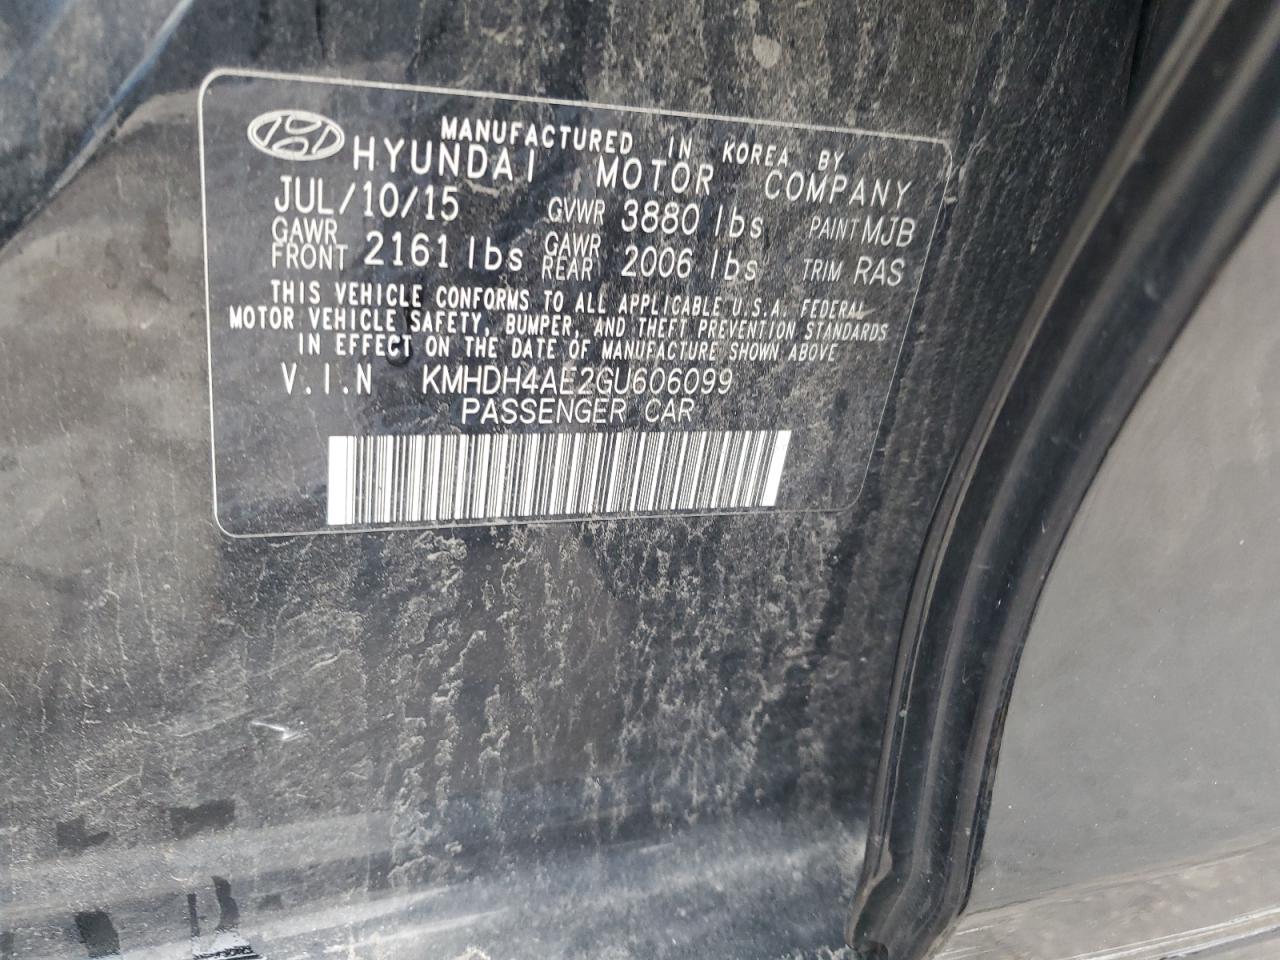 MANUFACTURED IN KOREA BY
HYUNDAI MOTOR COMPANY
JUL/10/15 GVWR 3880 lbs PAINT MJB
GAWR FRONT 2161 lbs GAWR REAR 2006 lbs TRIM RAS
THIS VEHICLE CONFORMS TO ALL APPLICABLE U.S.A. FEDERAL
MOTOR VEHICLE SAFETY, BUMPER, AND THEFT PREVENTION STANDARDS
IN EFFECT ON THE DATE OF MANUFACTURE SHOWN ABOVE
V.I.N KMHDH4AE2GU606099
PASSENGER CAR